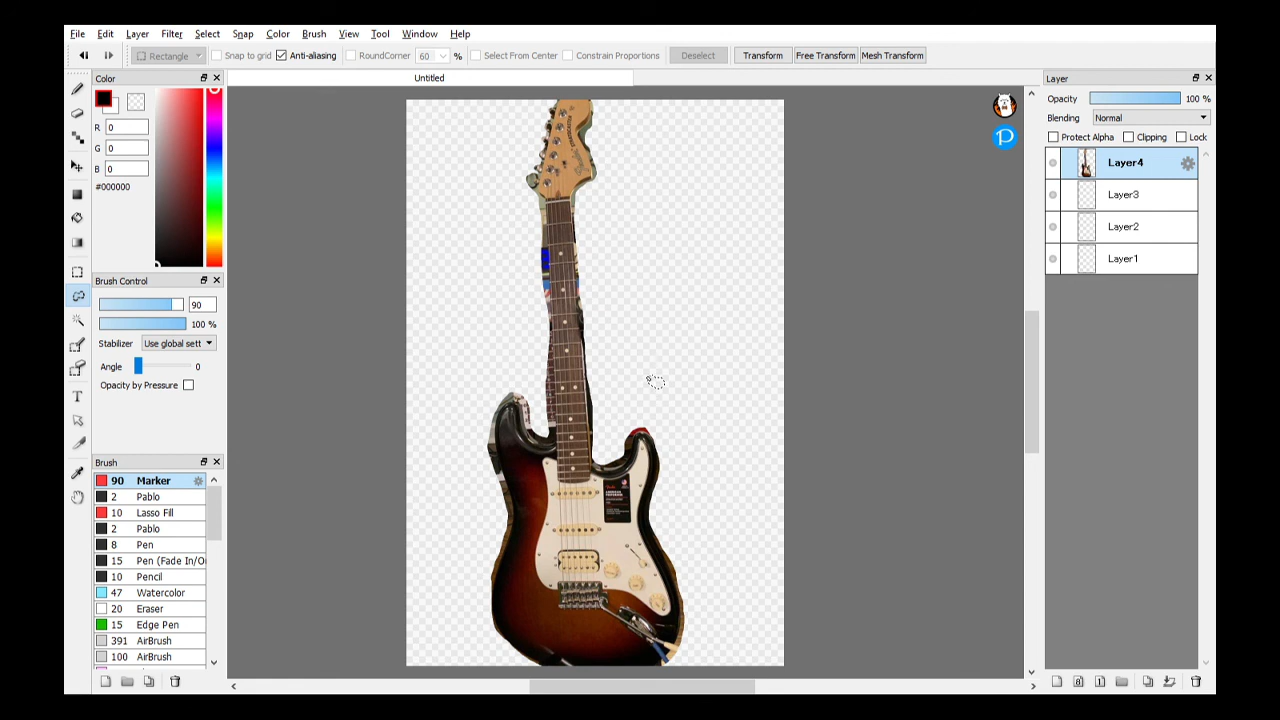 File Edit Layer Filter Select Snap Color Brush View Tool Window Help
Rectangle Snap to grid Anti-aliasing RoundCorner 60 % Select From Center Constrain Proportions Deselect Transform Free Transform Mesh Transform
Color
Untitled
Layer
R 0
G 0
B 0
#000000
Opacity 100 %
Blending Normal
Protect Alpha Clipping Lock
Layer4
Layer3
Layer2
Layer1
Brush Control
90
100 %
Stabilizer Use global sett
Angle 0
Opacity by Pressure
Brush
90 Marker
2 Pablo
10 Lasso Fill
2 Pablo
8 Pen
15 Pen (Fade In/O
10 Pencil
47 Watercolor
20 Eraser
15 Edge Pen
391 AirBrush
100 AirBrush
T
8
1
P